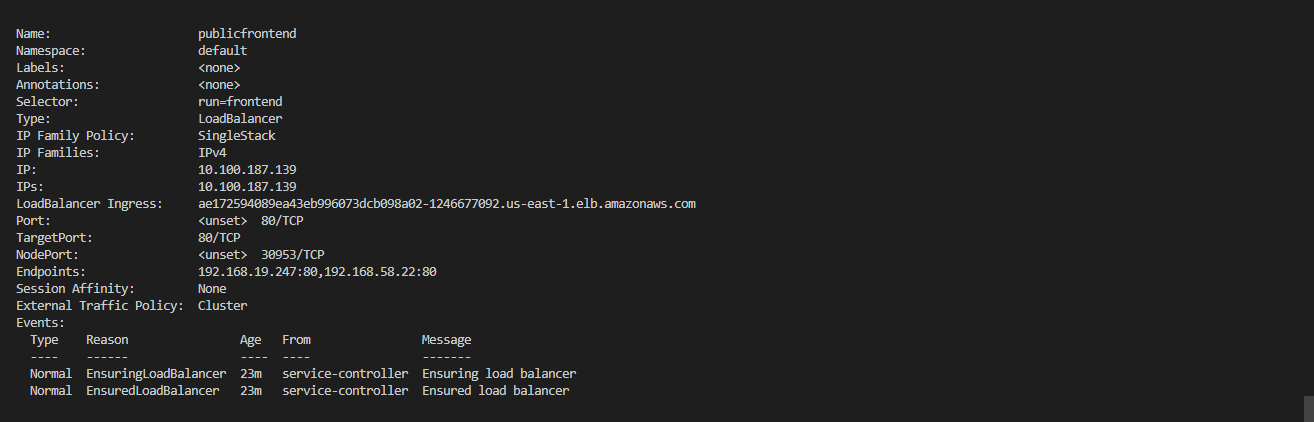 Name:                     publicfrontend
Namespace:                default
Labels:                   <none>
Annotations:              <none>
Selector:                 run=frontend
Type:                     LoadBalancer
IP Family Policy:         SingleStack
IP Families:              IPv4
IP:                       10.100.187.139
IPs:                      10.100.187.139
LoadBalancer Ingress:     ae172594089ea43eb996073dcb098a02-1246677092.us-east-1.elb.amazonaws.com
Port:                     <unset>  80/TCP
TargetPort:               80/TCP
NodePort:                 <unset>  30953/TCP
Endpoints:                192.168.19.247:80,192.168.58.22:80
Session Affinity:         None
External Traffic Policy:  Cluster
Events:
  Type    Reason                Age   From                Message
  ----    ------                ----  ----                -------
  Normal  EnsuringLoadBalancer  23m   service-controller  Ensuring load balancer
  Normal  EnsuredLoadBalancer   23m   service-controller  Ensured load balancer